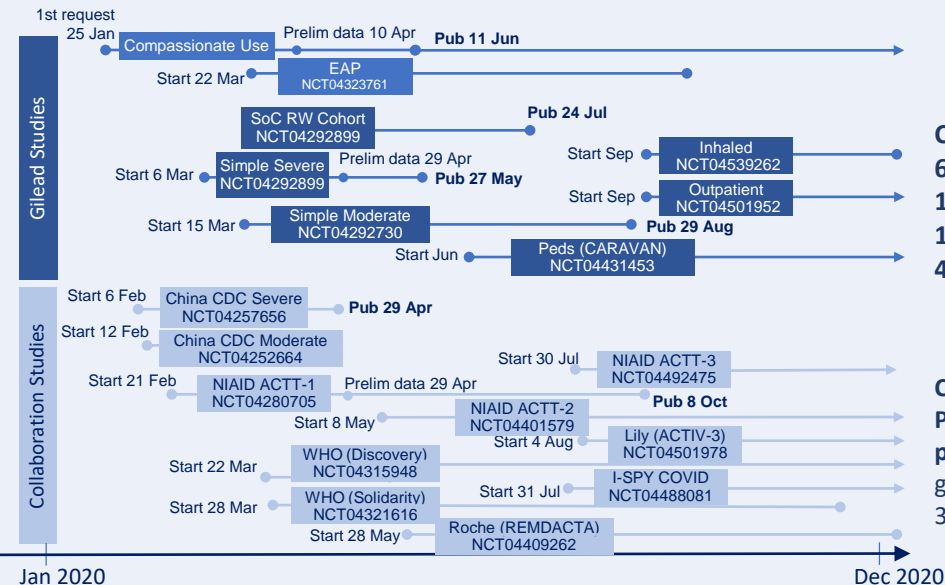 1st request
25 Jan
Compassionate Use
Prelim data 10 Apr
Pub 11 Jun
Start 22 Mar
EAP
NCT04323761
Gilead Studies
SoC RW Cohort
NCT04292899
Pub 24 Jul
Start 6 Mar
Simple Severe
NCT04292899
Prelim data 29 Apr
Pub 27 May
Start Sep
Inhaled
NCT04539262
Start Sep
Outpatient
NCT04501952
Start 15 Mar
Simple Moderate
NCT04292730
Pub 29 Aug
Start Jun
Peds (CARAVAN)
NCT04431453
Collaboration Studies
Start 6 Feb
China CDC Severe
NCT04257656
Pub 29 Apr
Start 12 Feb
China CDC Moderate
NCT04252664
Start 30 Jul
NIAID ACTT-3
NCT04492475
Start 21 Feb
NIAID ACTT-1
NCT04280705
Prelim data 29 Apr
Pub 8 Oct
Start 8 May
NIAID ACTT-2
NCT04401579
Start 4 Aug
Lily (ACTIV-3)
NCT04501978
Start 22 Mar
WHO (Discovery)
NCT04315948
Start 31 Jul
I-SPY COVID
NCT04488081
Start 28 Mar
WHO (Solidarity)
NCT04321616
Start 28 May
Roche (REMDACTA)
NCT04409262
Jan 2020
Dec 2020